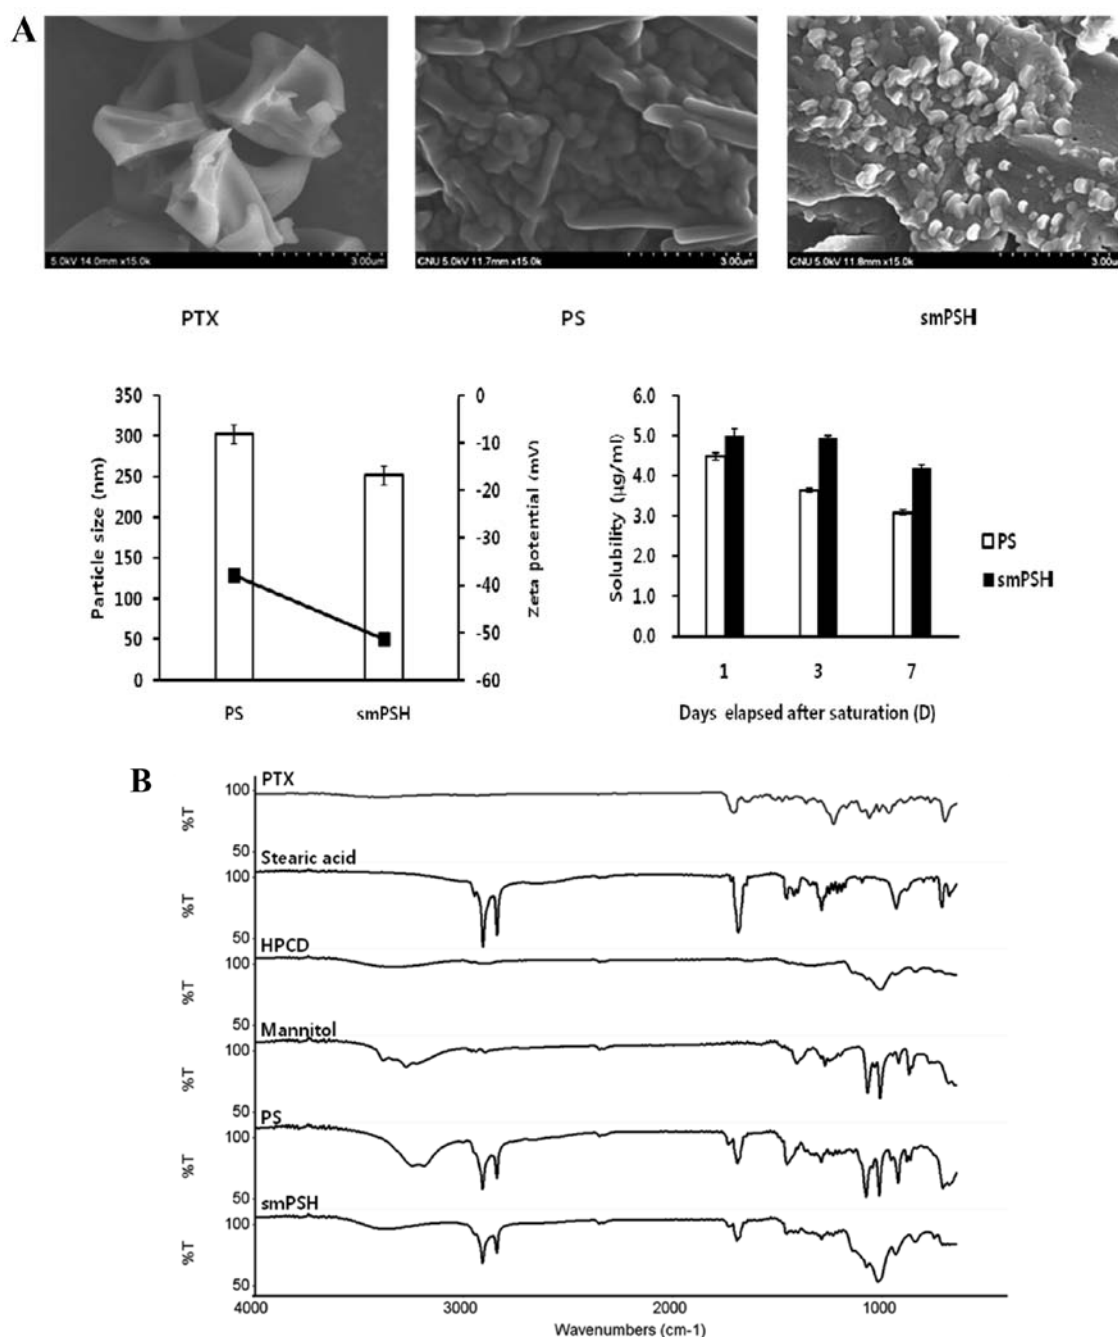 A
5.0kV 14.0mm x15.0k 3.00um
CNU 5.0kV 11.7mm x15.0k 3.00um
CNU 5.0kV 11.8mm x15.0k 3.00um
PTX PS smPSH
Particle size (nm)
350
300
250
200
150
100
50
0
0
-10
-20
-30
-40
-50
-60
Zeta potential (mV)
PS smPSH
Solubility (μg/ml)
6.0
5.0
4.0
3.0
2.0
1.0
0.0
1 3 7
Days elapsed after saturation (D)
PS
smPSH
B
PTX
100
%T
50
Stearic acid
100
%T
50
HPCD
100
%T
50
Mannitol
100
%T
50
PS
100
%T
50
smPSH
100
%T
50
4000 3000 2000 1000
Wavenumbers (cm-1)